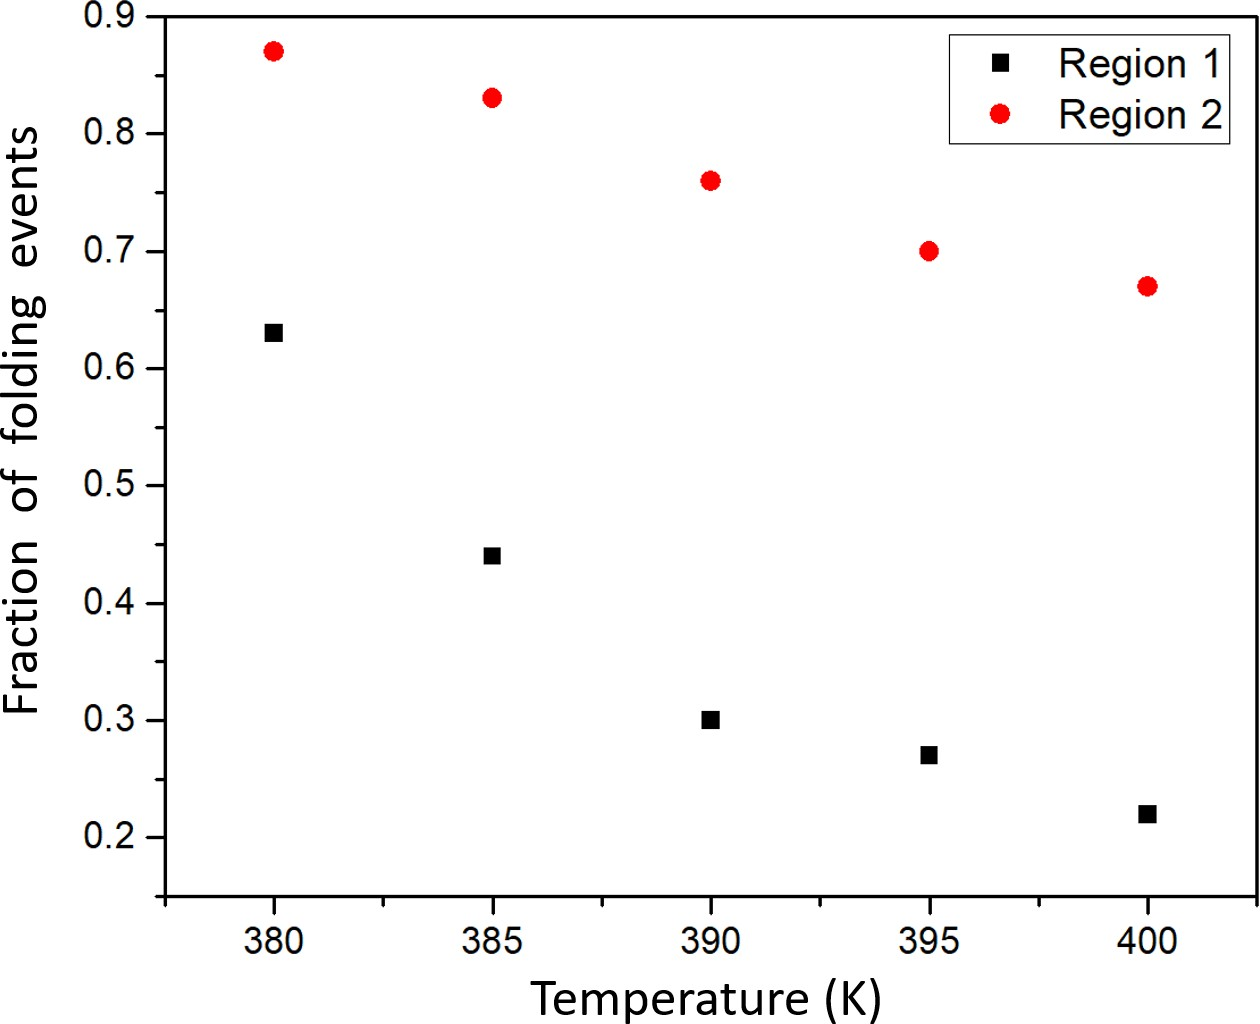 0.9
0.8
0.7
0.6
0.5
0.4
0.3
0.2
Fraction of folding events
Region 1
Region 2
380 385 390 395 400
Temperature (K)